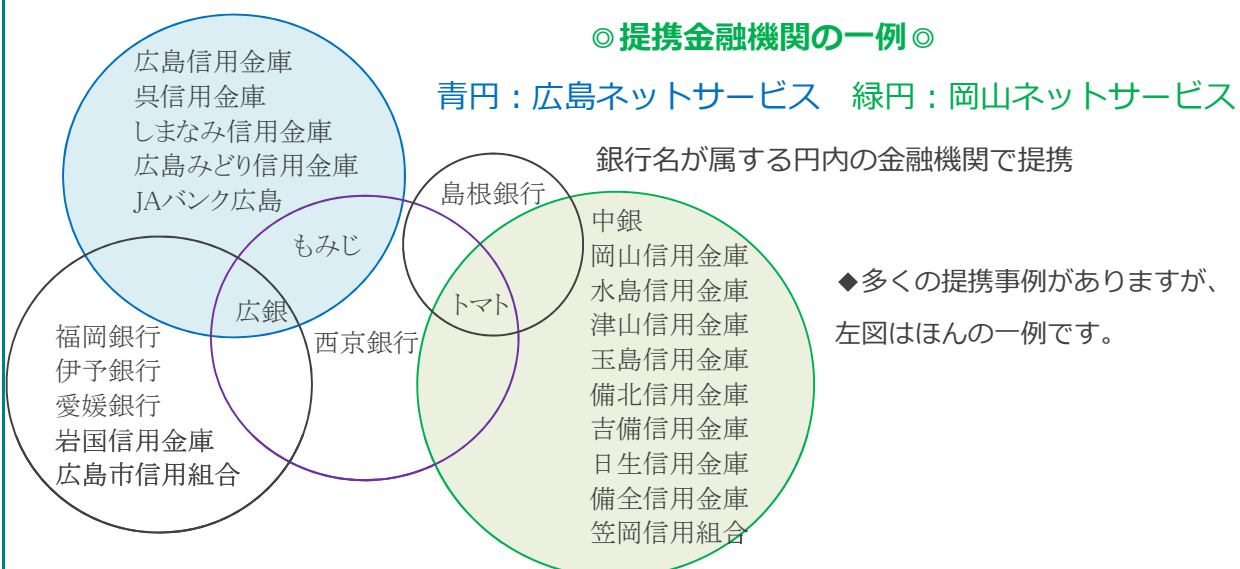 ◎提携金融機関の一例◎
青円：広島ネットサービス　緑円：岡山ネットサービス
銀行名が属する円内の金融機関で提携
広島信用金庫
呉信用金庫
しまなみ信用金庫
広島みどり信用金庫
JAバンク広島
もみじ
広銀
福岡銀行
伊予銀行
愛媛銀行
岩国信用金庫
広島市信用組合
西京銀行
島根銀行
トマト
中銀
岡山信用金庫
水島信用金庫
津山信用金庫
玉島信用金庫
備北信用金庫
吉備信用金庫
日生信用金庫
備全信用金庫
笠岡信用組合
◆多くの提携事例がありますが、
左図はほんの一例です。